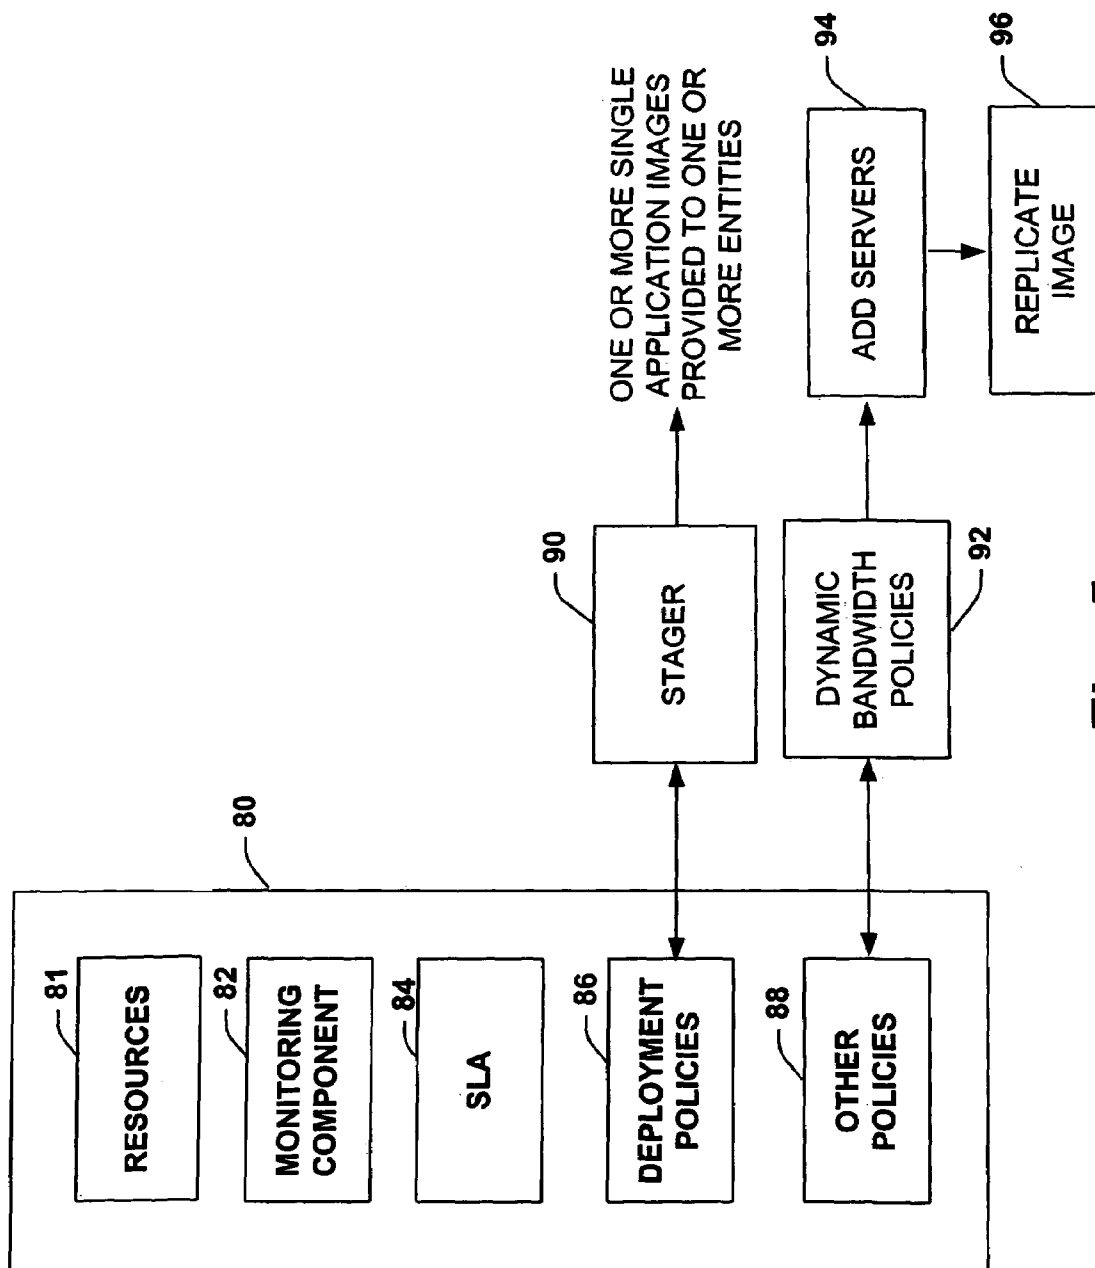 80
81
RESOURCES
82
MONITORING
COMPONENT
84
SLA
86
DEPLOYMENT
POLICIES
88
OTHER
POLICIES
90
STAGER
ONE OR MORE SINGLE
APPLICATION IMAGES
PROVIDED TO ONE OR
MORE ENTITIES
DYNAMIC
BANDWIDTH
POLICIES
92
94
ADD SERVERS
96
REPLICATE
IMAGE